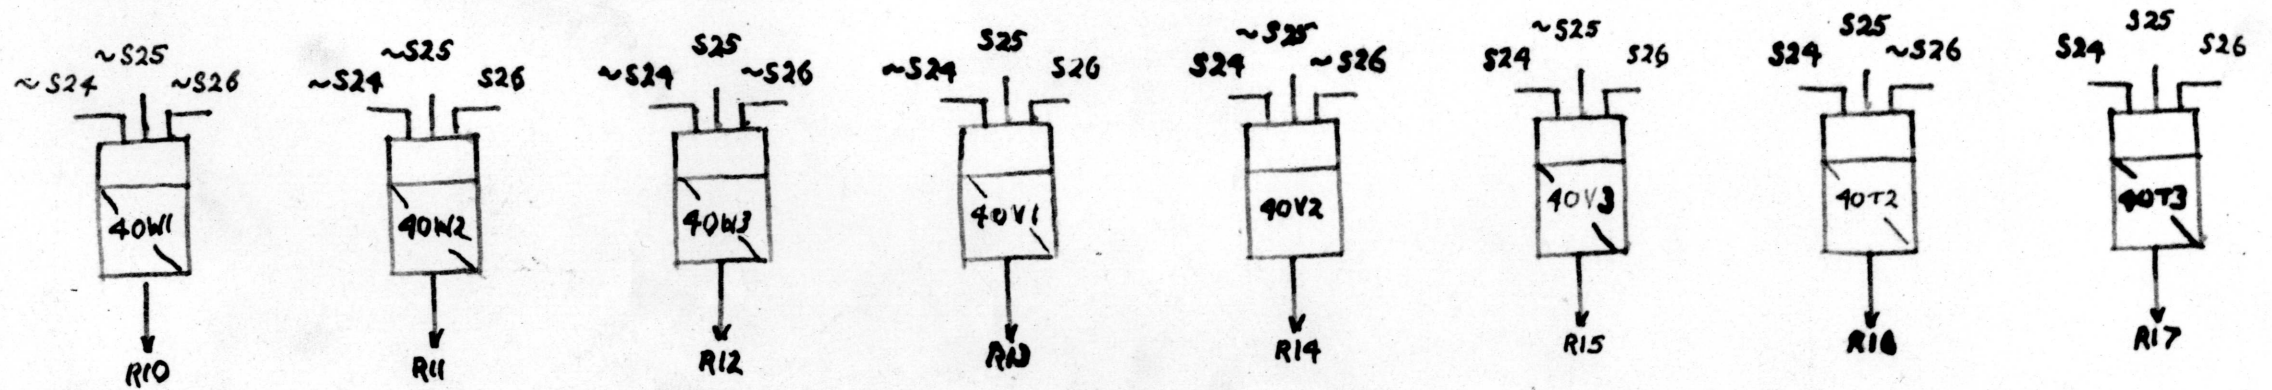 ~S24 ~S25 ~S26
40W1
R10
~S24 ~S25 S26
40W2
R11
~S24 S25 ~S26
40W3
R12
~S24 S25 S26
40V1
R13
S24 ~S25 ~S26
40V2
R14
S24 ~S25 S26
40V3
R15
S24 S25 ~S26
40T2
R16
S24 S25 S26
40T3
R17